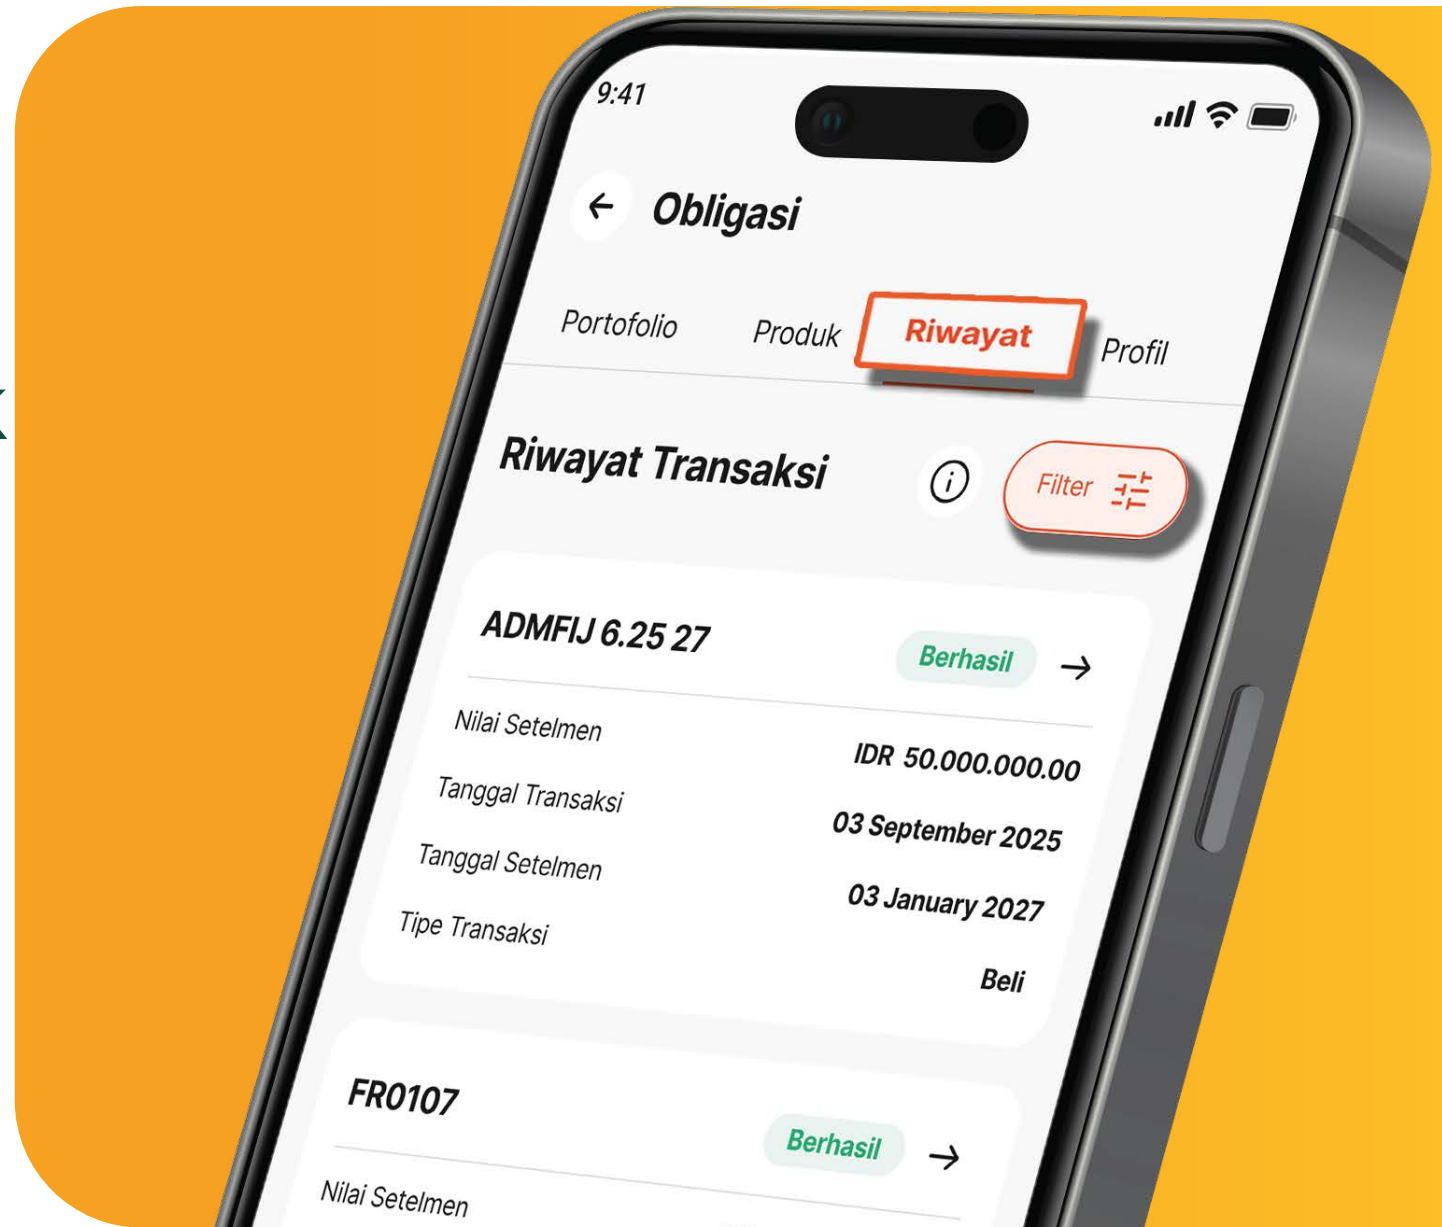 9:41
Obligasi
Portofolio Produk Riwayat Profil
Riwayat Transaksi Filter
ADMFIJ 6.25 27 Berhasil
Nilai Setelmen IDR 50.000.000.00
Tanggal Transaksi 03 September 2025
Tanggal Setelmen 03 January 2027
Tipe Transaksi Beli
FR0107 Berhasil
Nilai Setelmen